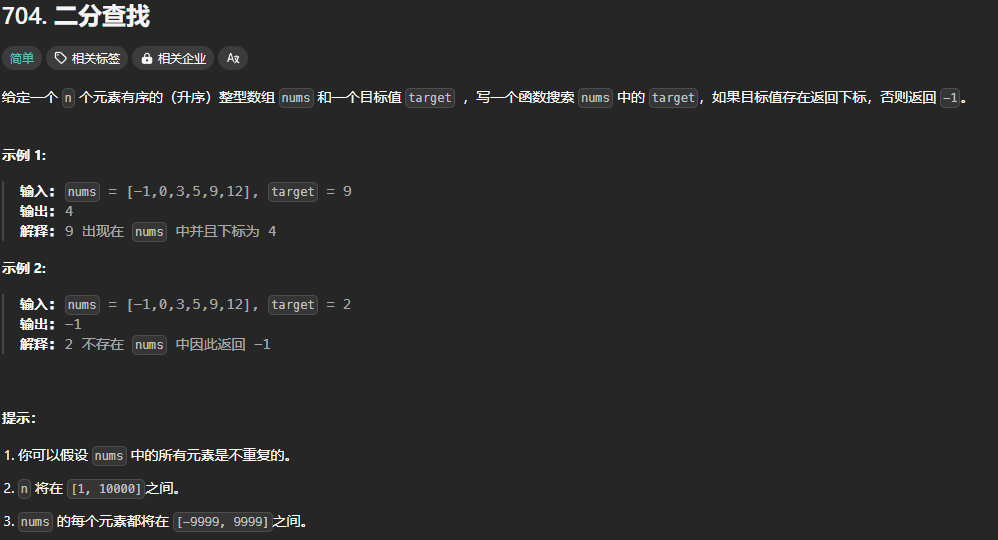 704. 二分查找
简单 相关标签 相关企业 Aא
给定一个 n 个元素有序的（升序）整型数组 nums 和一个目标值 target ，写一个函数搜索 nums 中的 target，如果目标值存在返回下标，否则返回 -1。
示例 1:
输入: nums = [-1,0,3,5,9,12], target = 9
输出: 4
解释: 9 出现在 nums 中并且下标为 4
示例 2:
输入: nums = [-1,0,3,5,9,12], target = 2
输出: -1
解释: 2 不存在 nums 中因此返回 -1
提示：
1. 你可以假设 nums 中的所有元素是不重复的。
2. n 将在 [1, 10000]之间。
3. nums 的每个元素都将在 [-9999, 9999]之间。